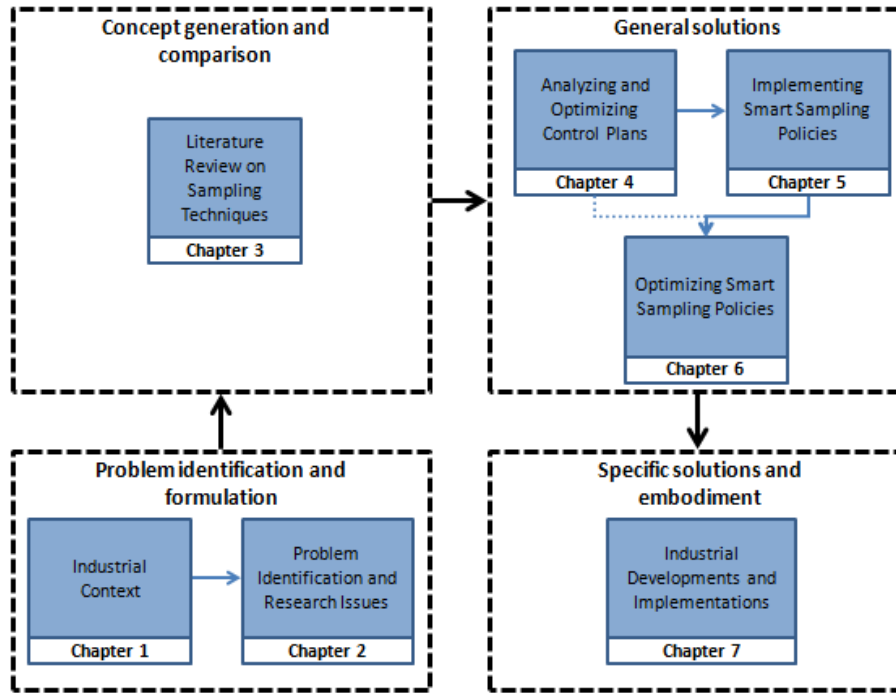 Concept generation and
comparison
Literature
Review on
Sampling
Techniques
Chapter 3
General solutions
Analyzing and
Optimizing
Control Plans
Chapter 4
Implementing
Smart Sampling
Policies
Chapter 5
Optimizing Smart
Sampling Policies
Chapter 6
Problem identification and
formulation
Industrial
Context
Chapter 1
Problem
Identification and
Research Issues
Chapter 2
Specific solutions and
embodiment
Industrial
Developments and
Implementations
Chapter 7